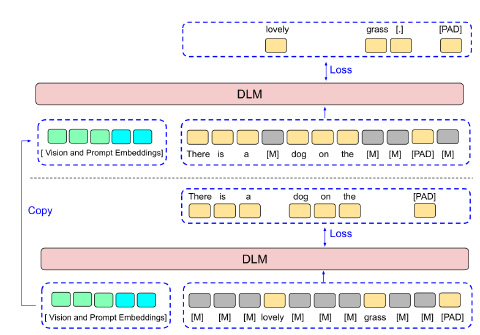 lovely grass [.] [PAD]
Loss
DLM
[ Vision and Prompt Embeddings]
There is a [M] dog on the [M] [M] [PAD] [M]
There is a dog on the [PAD]
Copy
Loss
DLM
[ Vision and Prompt Embeddings]
[M] [M] [M] lovely [M] [M] [M] grass [M] [M] [PAD]